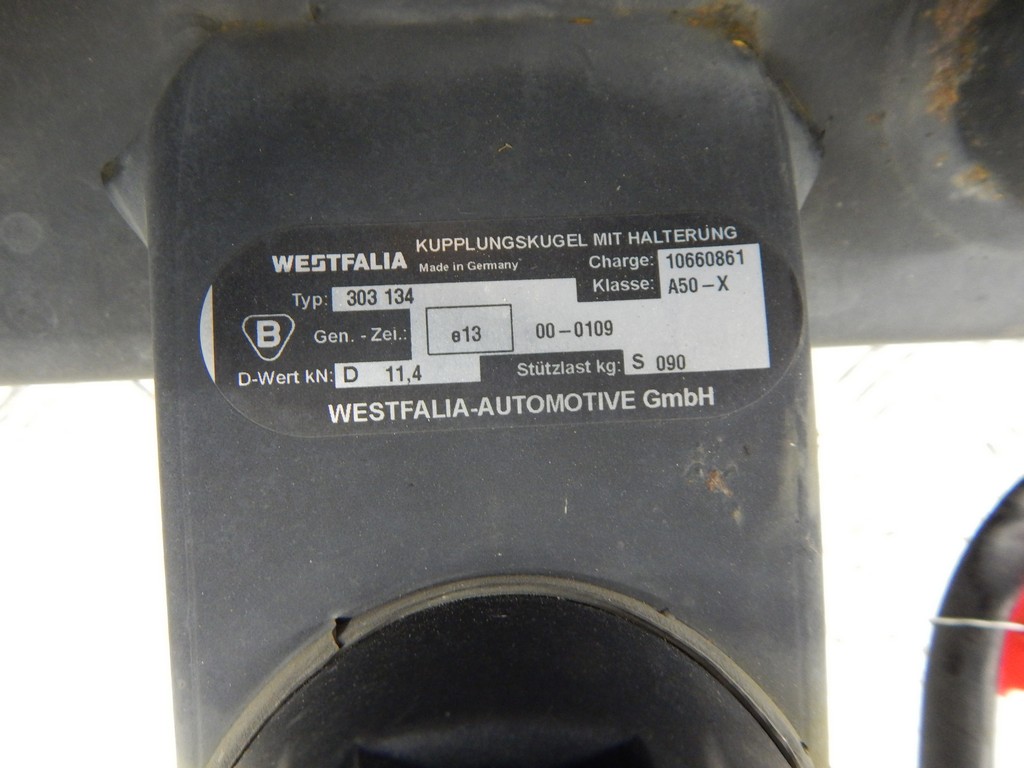 KUPPLUNGSKUGEL MIT HALTERUNG
WESTFALIA Made in Germany Charge: 10660861
Typ: 303 134 Klasse: A50-X
B Gen. - Zei.: e13 00-0109
D-Wert kN: D 11,4 Stützlast kg: S 090
WESTFALIA-AUTOMOTIVE GmbH